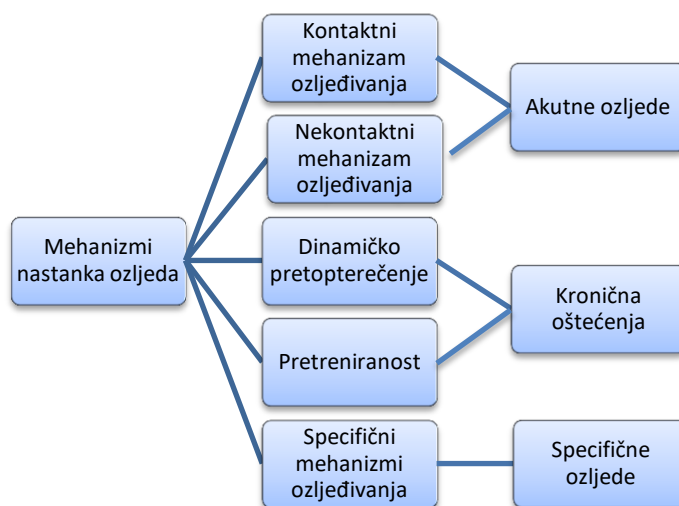 Kontaktni
mehanizam
ozljeđivanja
Akutne ozljede
Nekontaktni
mehanizam
ozljeđivanja
Mehanizmi
nastanka ozljeda
Dinamičko
pretopterečenje
Kronična
oštećenja
Pretreniranost
Specifični
mehanizmi
ozljeđivanja
Specifične
ozljede